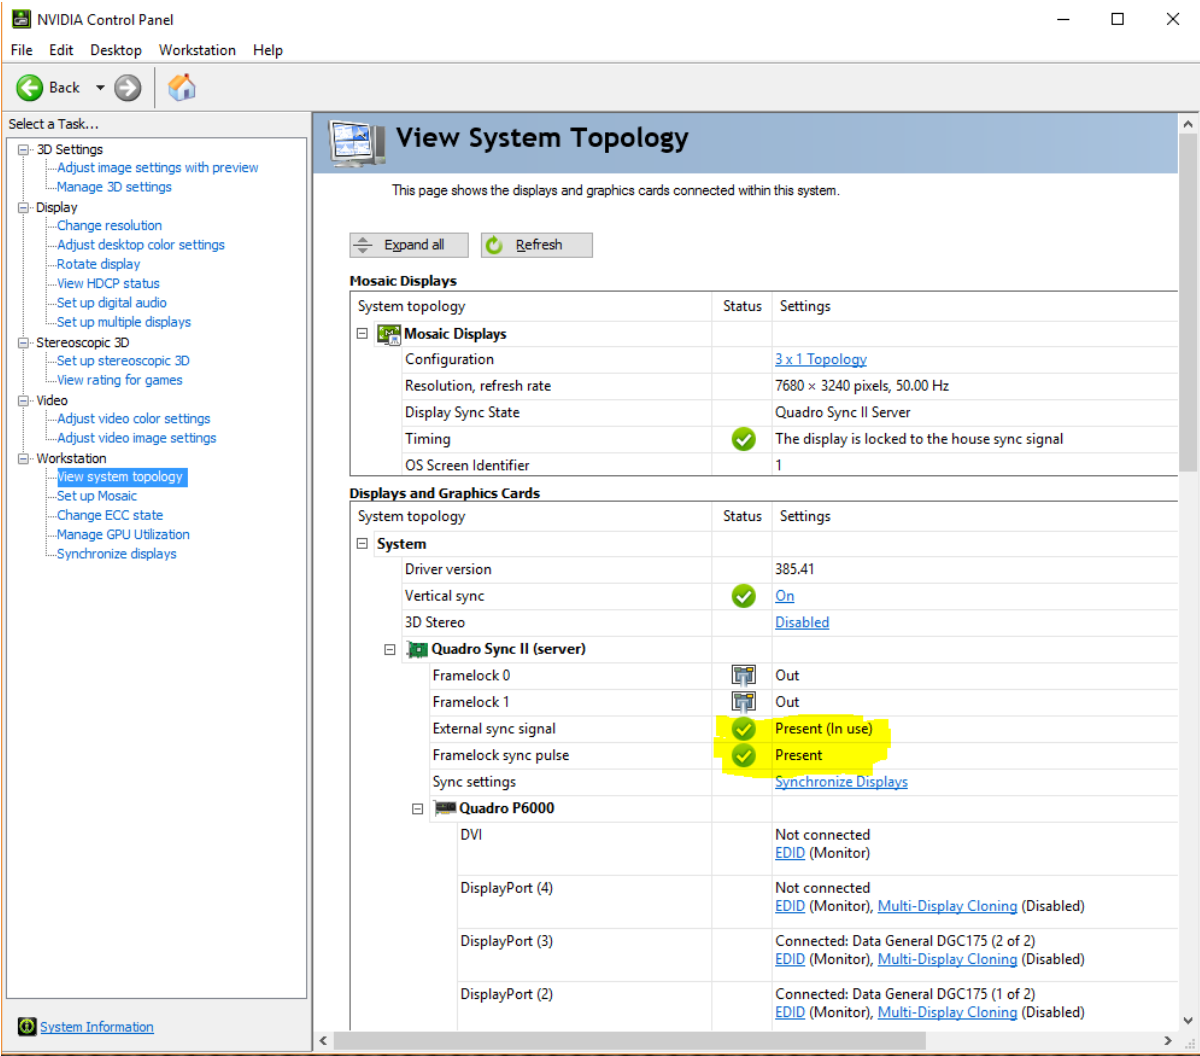 NVIDIA Control Panel
File Edit Desktop Workstation Help
Back
Select a Task...
3D Settings
Adjust image settings with preview
Manage 3D settings
Display
Change resolution
Adjust desktop color settings
Rotate display
View HDCP status
Set up digital audio
Set up multiple displays
Stereoscopic 3D
Set up stereoscopic 3D
View rating for games
Video
Adjust video color settings
Adjust video image settings
Workstation
View system topology
Set up Mosaic
Change ECC state
Manage GPU Utilization
Synchronize displays
System Information
View System Topology
This page shows the displays and graphics cards connected within this system.
Expand all Refresh
Mosaic Displays
System topology Status Settings
Mosaic Displays
Configuration 3 x 1 Topology
Resolution, refresh rate 7680 × 3240 pixels, 50.00 Hz
Display Sync State Quadro Sync II Server
Timing The display is locked to the house sync signal
OS Screen Identifier 1
Displays and Graphics Cards
System topology Status Settings
System
Driver version 385.41
Vertical sync On
3D Stereo Disabled
Quadro Sync II (server)
Framelock 0 Out
Framelock 1 Out
External sync signal Present (In use)
Framelock sync pulse Present
Sync settings Synchronize Displays
Quadro P6000
DVI Not connected
EDID (Monitor)
DisplayPort (4) Not connected
EDID (Monitor), Multi-Display Cloning (Disabled)
DisplayPort (3) Connected: Data General DGC175 (2 of 2)
EDID (Monitor), Multi-Display Cloning (Disabled)
DisplayPort (2) Connected: Data General DGC175 (1 of 2)
EDID (Monitor), Multi-Display Cloning (Disabled)